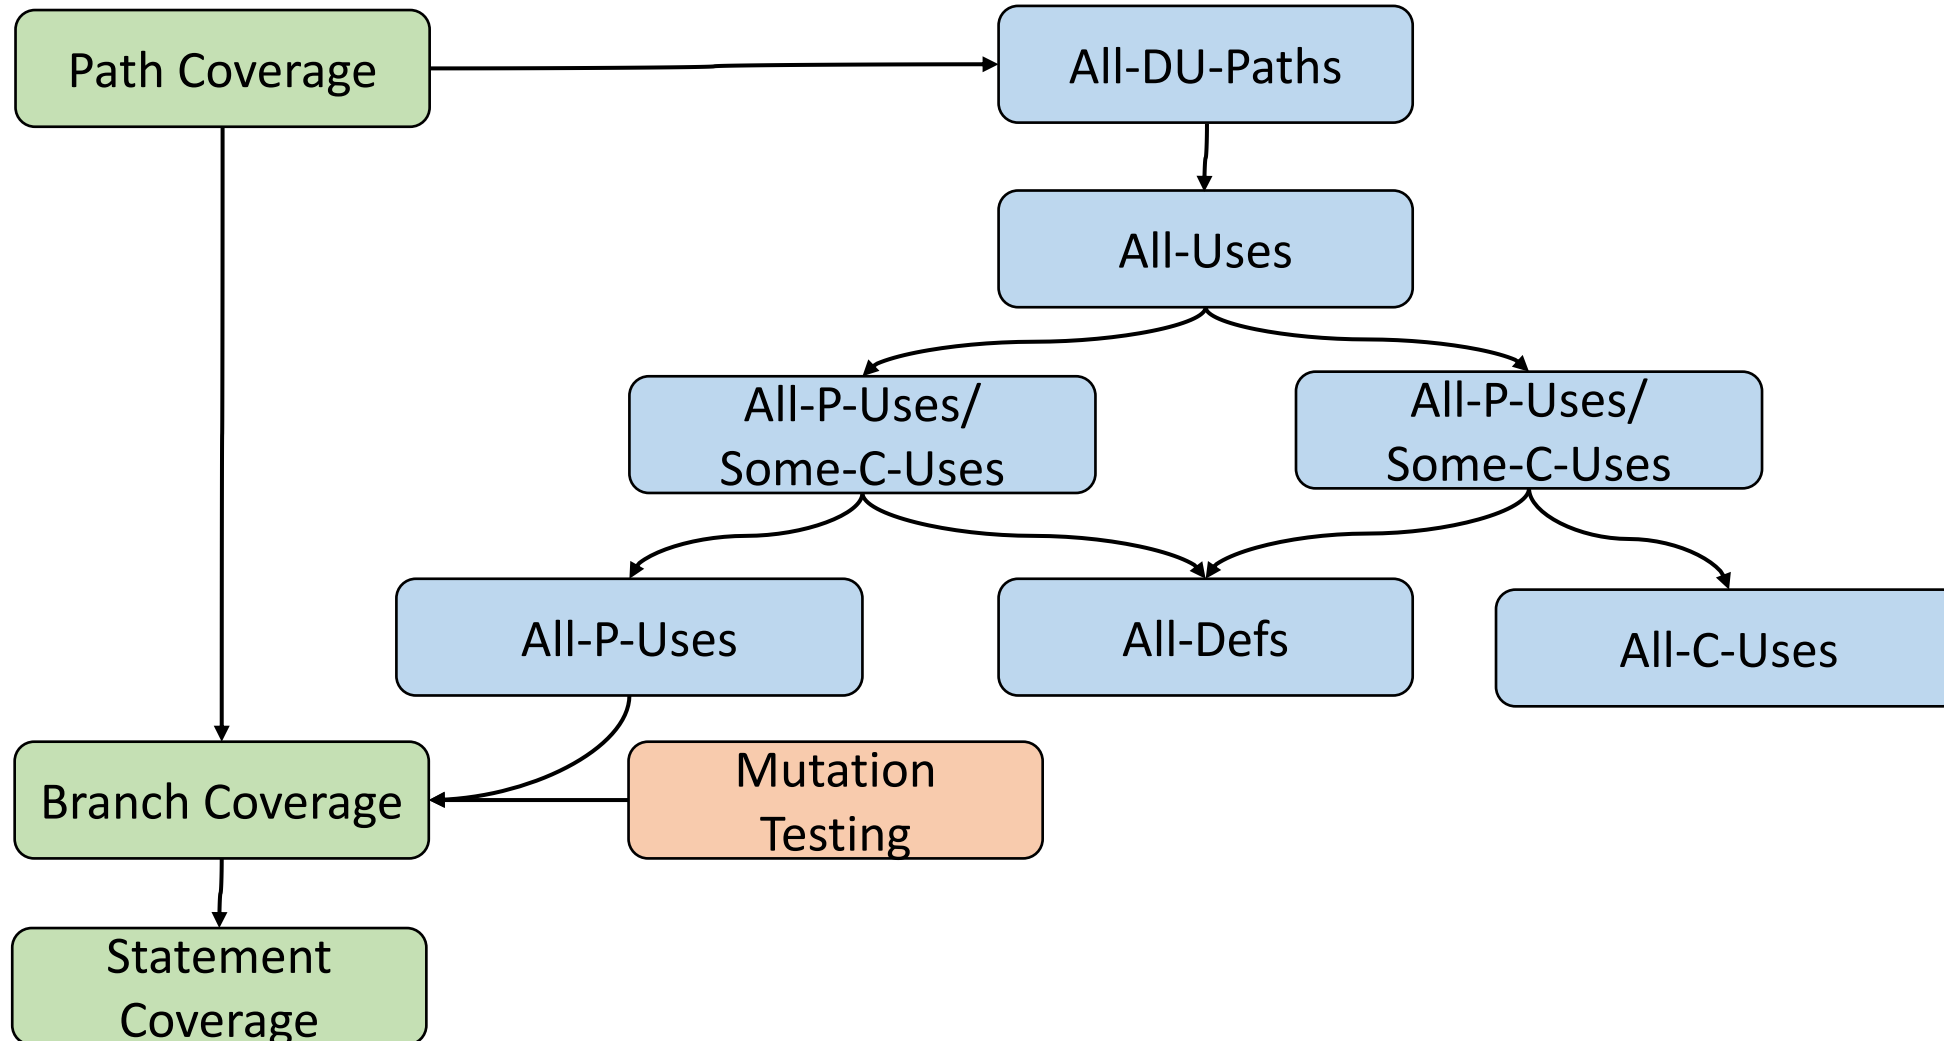 Path Coverage
All-DU-Paths
All-Uses
All-P-Uses/
Some-C-Uses
All-P-Uses/
Some-C-Uses
All-P-Uses
All-Defs
All-C-Uses
Branch Coverage
Mutation
Testing
Statement
Coverage